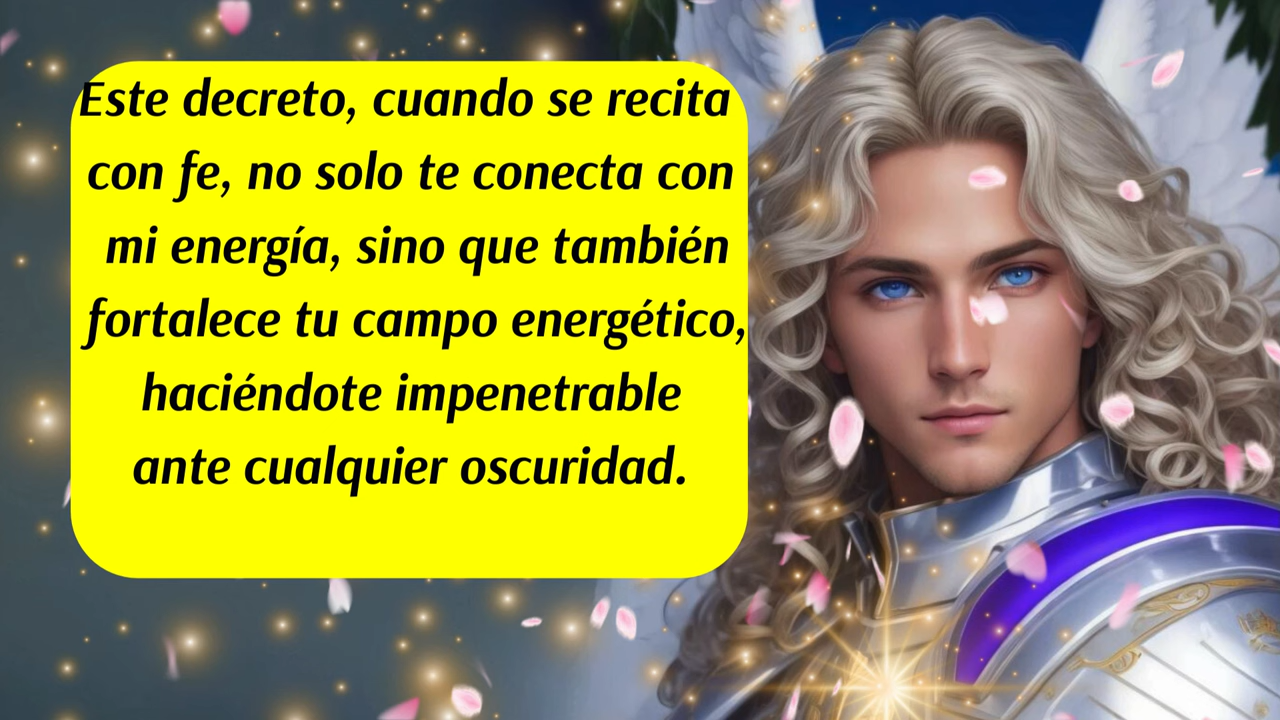 Este decreto, cuando se recita
con fe, no solo te conecta con
mi energía, sino que también
fortalece tu campo energético,
haciéndote impenetrable
ante cualquier oscuridad.